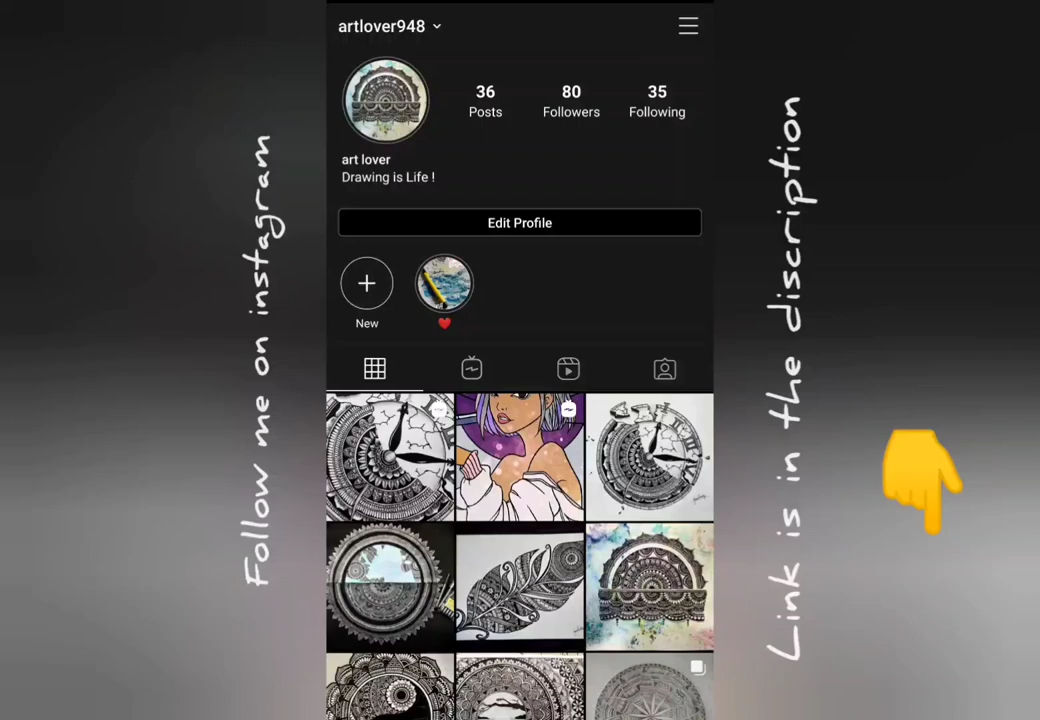 artlover948
36
80
35
Posts
Followers
Following
art lover
Drawing is Life !
Edit Profile
New
Follow me on instagram
Link is in the discription